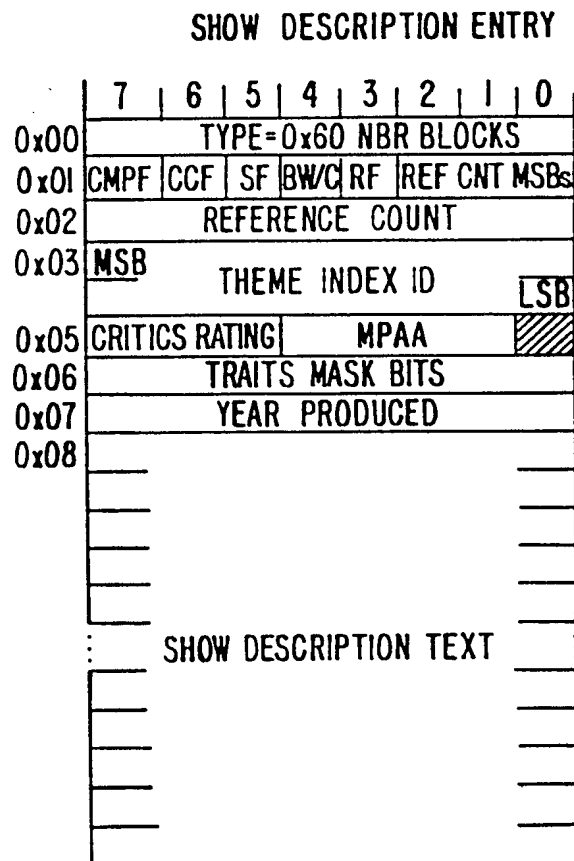 SHOW DESCRIPTION ENTRY
7 6 5 4 3 2 1 0
0x00 TYPE=0x60 NBR BLOCKS
0x01 CMPF CCF SF BW/C RF REF CNT MSBs
0x02 REFERENCE COUNT
0x03 MSB THEME INDEX ID LSB
0x05 CRITICS RATING MPAA
0x06 TRAITS MASK BITS
0x07 YEAR PRODUCED
0x08
SHOW DESCRIPTION TEXT